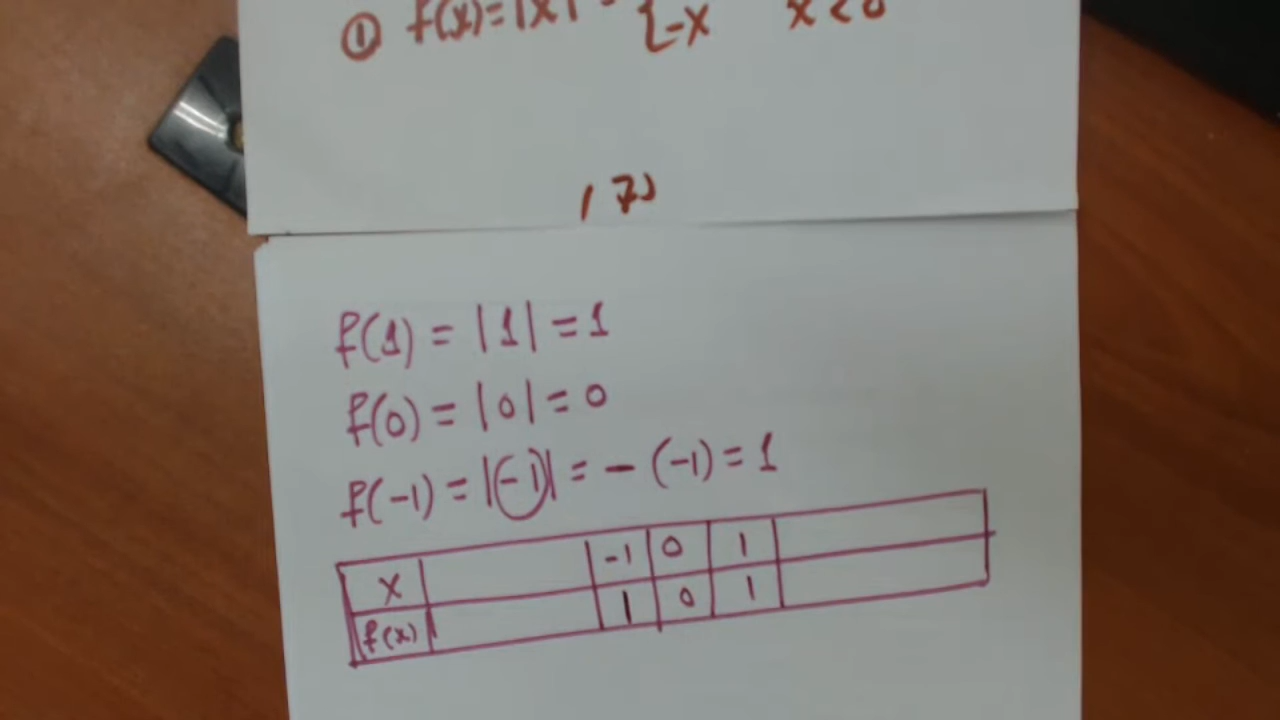 ① f(x)=|x| = {-x x<0
f(1) = |1| = 1
f(0) = |0| = 0
f(-1) = |(-1)| = - (-1) = 1
x -1 0 1
f(x) 1 0 1